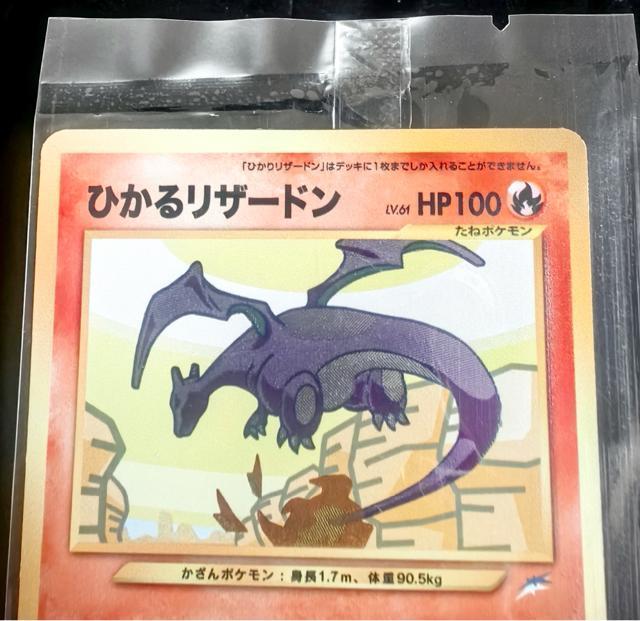 「ひかりリザードン」はデッキに1枚までしか入れることができません。
ひかるリザードン LV.61 HP100
たねポケモン
かざんポケモン：身長1.7m、体重90.5kg